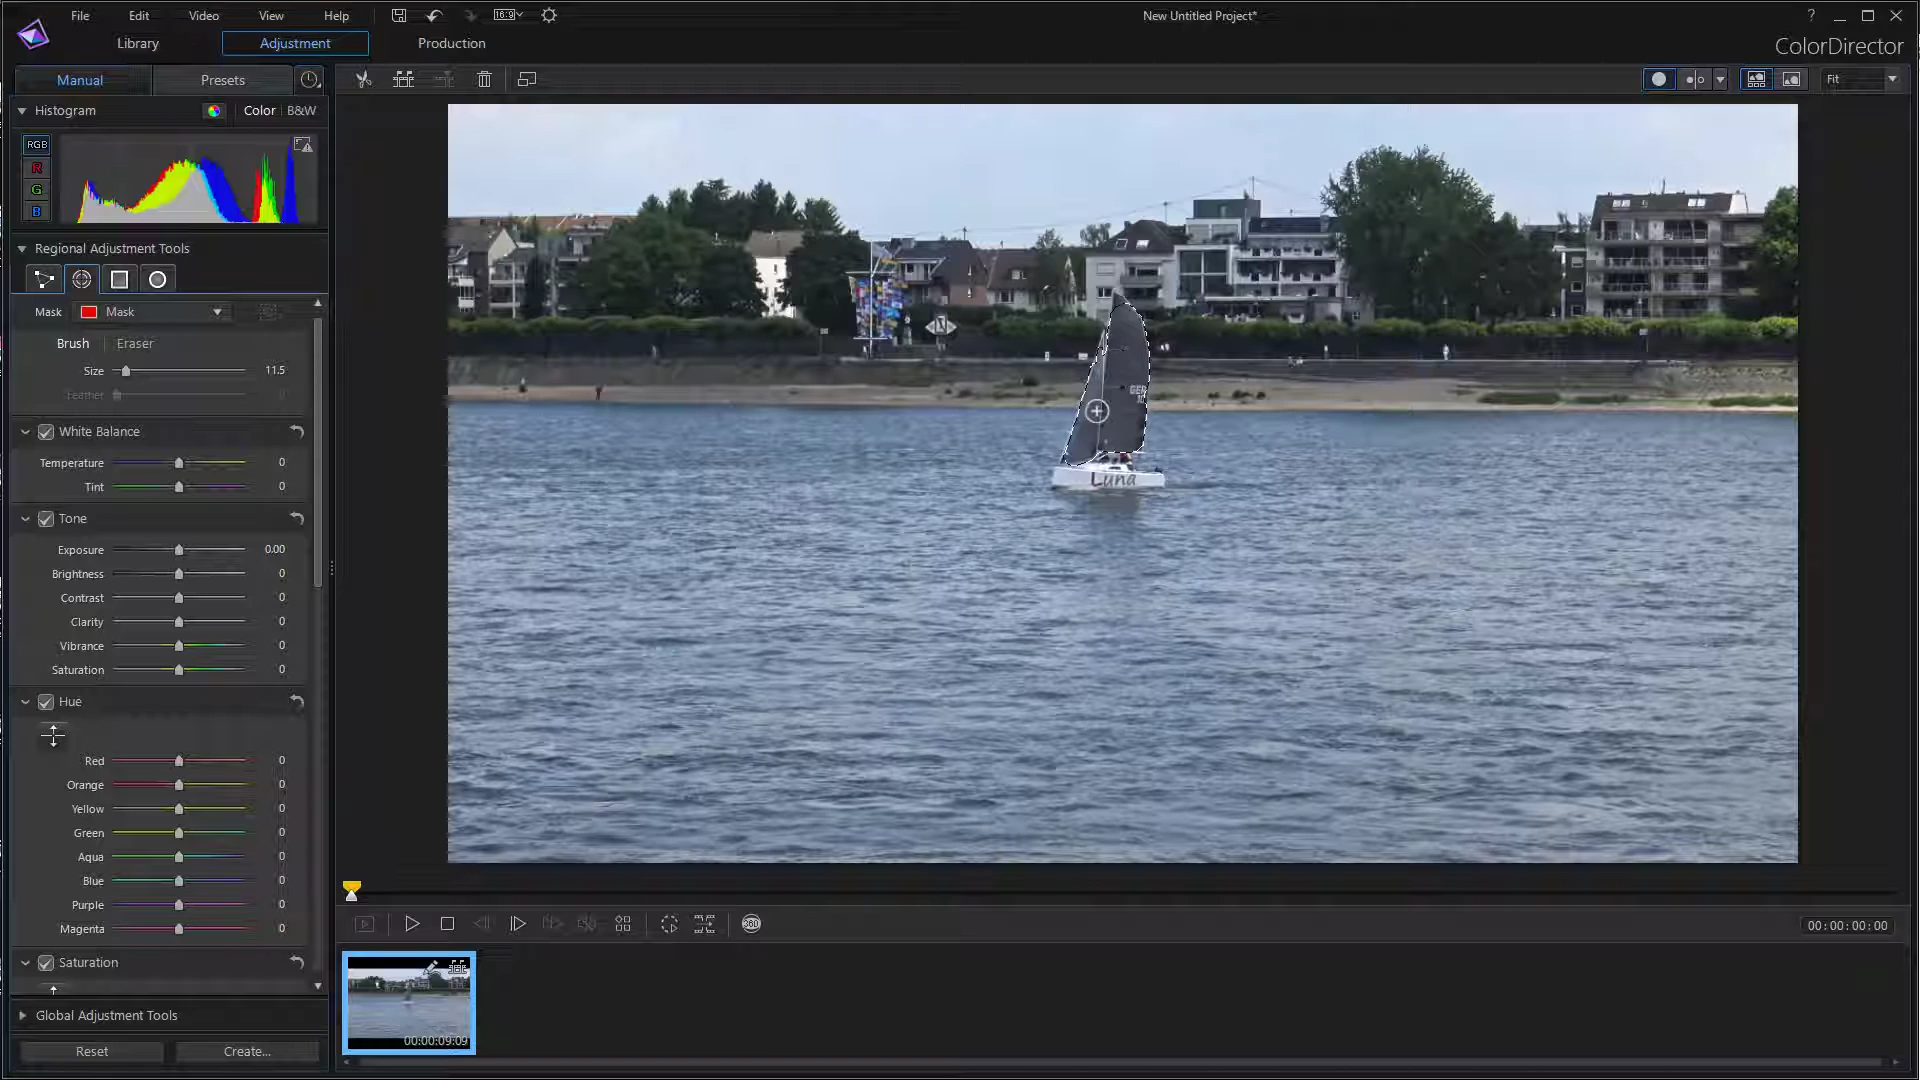 File Edit Video View Help 16:9 New Untitled Project* ?
Library Adjustment Production ColorDirector
Manual Presets Fit
Histogram Color B&W
RGB
R
G
B
Regional Adjustment Tools
Mask Mask
Brush Eraser
Size 11.5
Feather 0
White Balance
Temperature 0
Tint 0
Tone
Exposure 0.00
Brightness 0
Contrast 0
Clarity 0
Vibrance 0
Saturation 0
Hue
Red 0
Orange 0
Yellow 0
Green 0
Aqua 0
Blue 0
Purple 0
Magenta 0
Saturation
Global Adjustment Tools
Reset Create...
GER
Luna
360
00:00:00:00
00:00:09:09